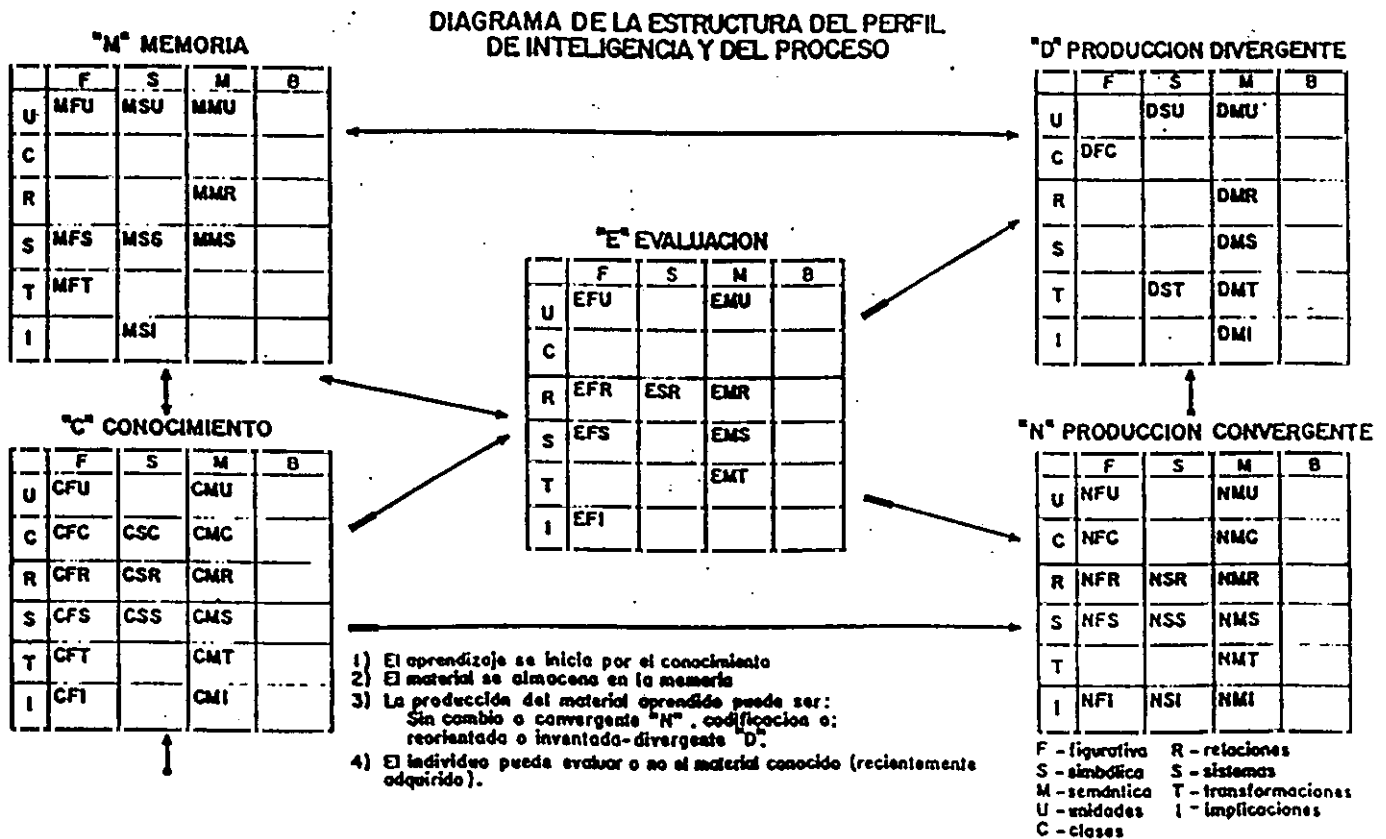 DIAGRAMA DE LA ESTRUCTURA DEL PERFIL
DE INTELIGENCIA Y DEL PROCESO
"M" MEMORIA
F S M B
U MFU MSU MMU
C
R MMR
S MFS MSS MMS
T MFT
I MSI
"D" PRODUCCION DIVERGENTE
F S M B
U DSU DMU
C DFC
R DMR
S DMS
T DST DMT
I DMI
"E" EVALUACION
F S M B
U EFU EMU
C
R EFR ESR EMR
S EFS EMS
T EMT
I EFI
"C" CONOCIMIENTO
F S M B
U CFU CMU
C CFC CSC CMC
R CFR CSR CMR
S CFS CSS CMS
T CFT CMT
I CFI CMI
"N" PRODUCCION CONVERGENTE
F S M B
U NFU NMU
C NFC NMC
R NFR NSR NMR
S NFS NSS NMS
T NMT
I NFI NSI NMI
1) El aprendizaje se inicia por el conocimiento
2) El material se almacena en la memoria
3) La producción del material aprendido puede ser:
Sin cambio o convergente "N", codificacion o:
reorientada o inventada-divergente "D".
4) El individuo puede evaluar o no el material conocido (recientemente
adquirido).
F - figurativa R - relaciones
S - simbólica S - sistemas
M - semántica T - transformaciones
U - unidades I - implicaciones
C - clases